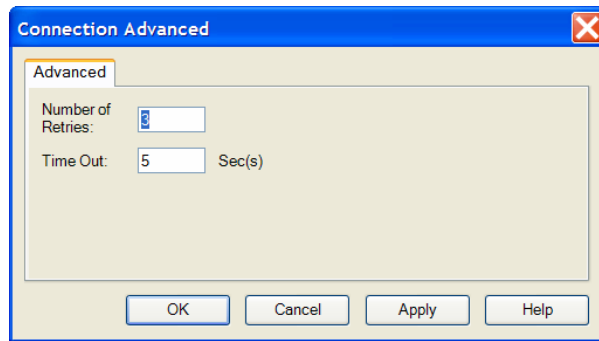 Connection Advanced
Advanced
Number of
Retries:
3
Time Out:
5
Sec(s)
OK
Cancel
Apply
Help